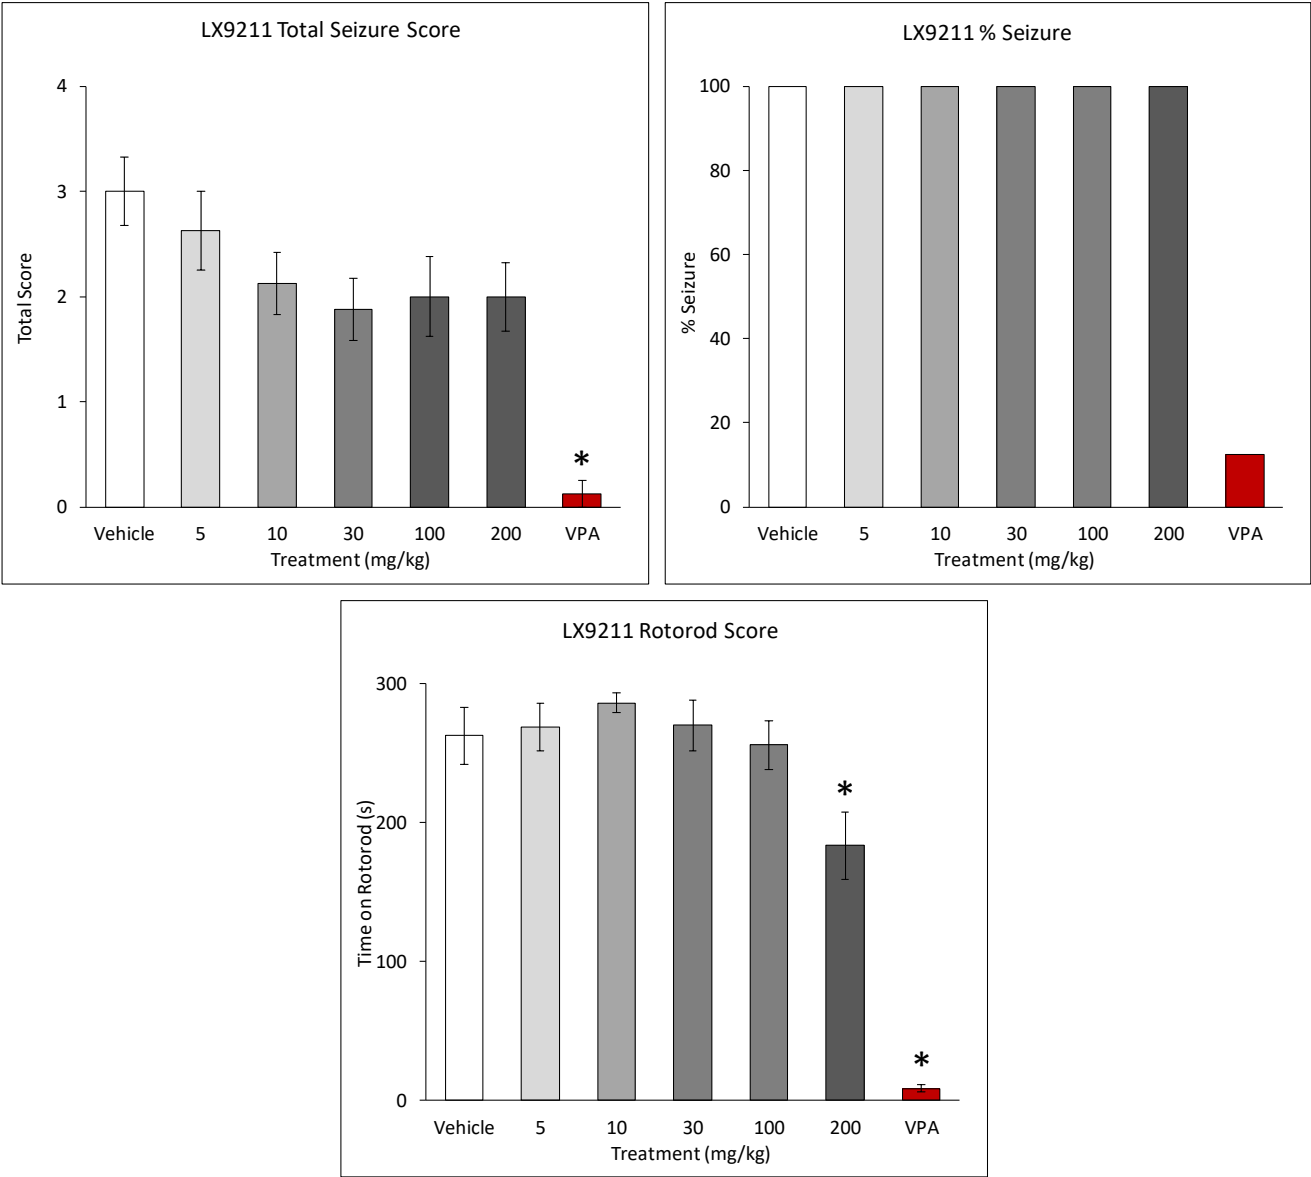 LX9211 Total Seizure Score
4
3
2
1
0
Total Score
*
Vehicle 5 10 30 100 200 VPA
Treatment (mg/kg)
LX9211 % Seizure
100
80
60
40
20
0
% Seizure
Vehicle 5 10 30 100 200 VPA
Treatment (mg/kg)
LX9211 Rotorod Score
300
200
100
0
Time on Rotorod (s)
*
*
Vehicle 5 10 30 100 200 VPA
Treatment (mg/kg)